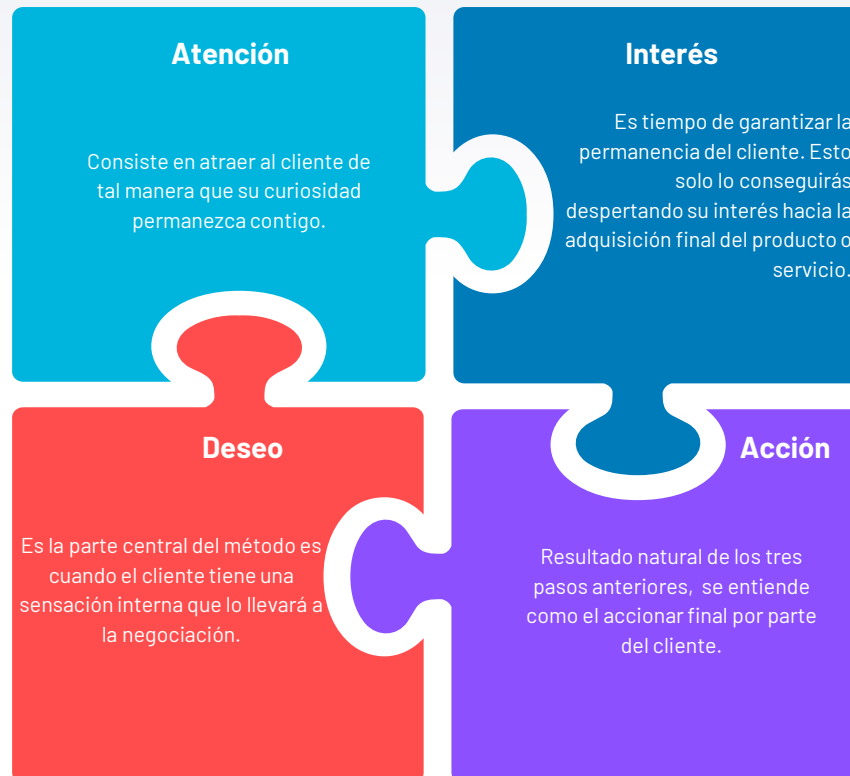 Atención
Consiste en atraer al cliente de
tal manera que su curiosidad
permanezca contigo.
Interés
Es tiempo de garantizar la
permanencia del cliente. Esto
solo lo conseguirás
despertando su interés hacia la
adquisición final del producto o
servicio.
Deseo
Es la parte central del método es
cuando el cliente tiene una
sensación interna que lo llevará a
la negociación.
Acción
Resultado natural de los tres
pasos anteriores, se entiende
como el accionar final por parte
del cliente.